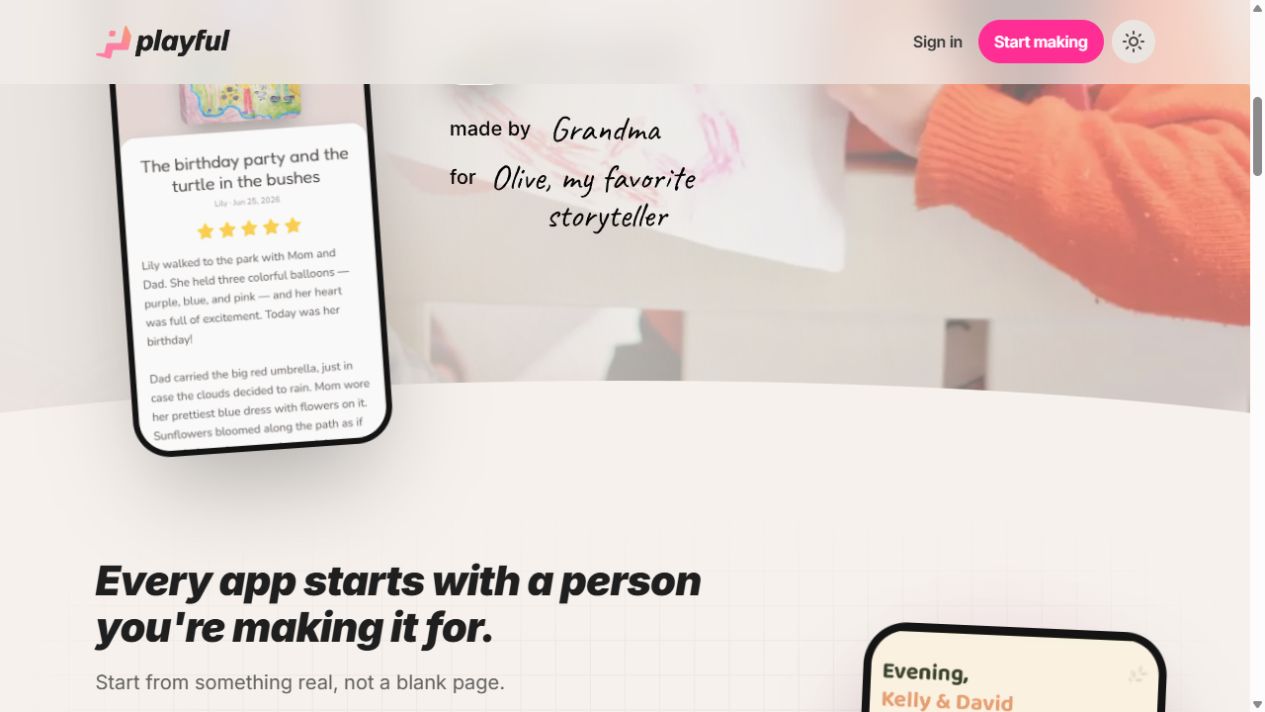 playful
Sign in
Start making
made by Grandma
for Olive, my favorite
storyteller
The birthday party and the
turtle in the bushes
Lily · Jun 25, 2026
Lily walked to the park with Mom and
Dad. She held three colorful balloons —
purple, blue, and pink — and her heart
was full of excitement. Today was her
birthday!
Dad carried the big red umbrella, just in
case the clouds decided to rain. Mom wore
her prettiest blue dress with flowers on it.
Sunflowers bloomed along the path as if
Every app starts with a person
you're making it for.
Start from something real, not a blank page.
Evening,
Kelly & David